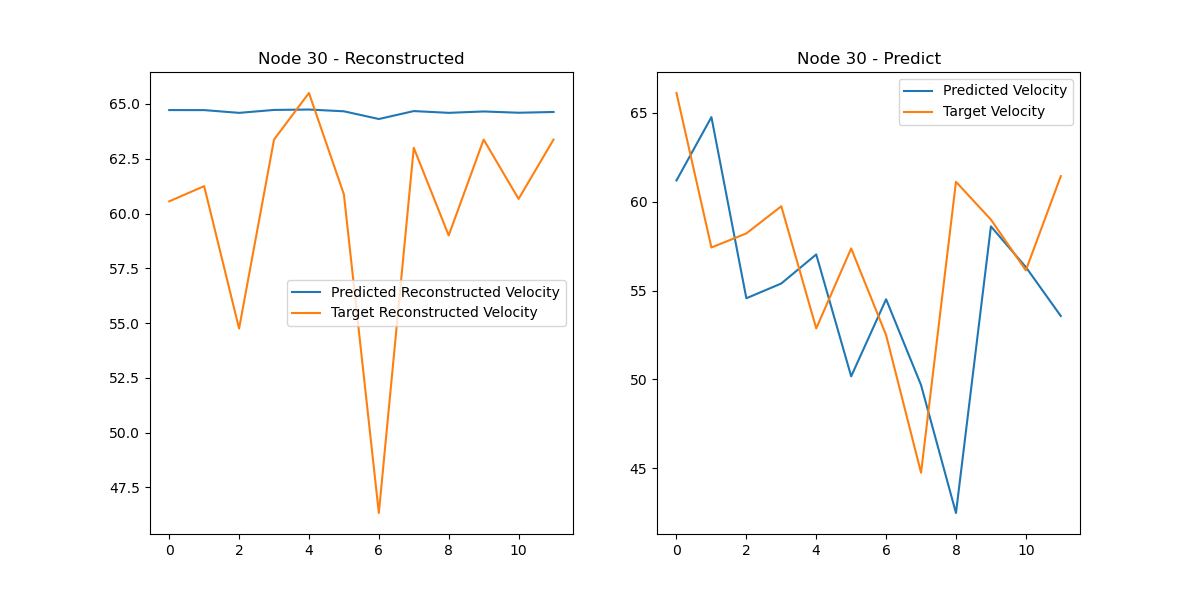 Node 30 - Reconstructed
65.0
62.5
60.0
57.5
55.0
52.5
50.0
47.5
0 2 4 6 8 10
Predicted Reconstructed Velocity
Target Reconstructed Velocity
Node 30 - Predict
65
60
55
50
45
0 2 4 6 8 10
Predicted Velocity
Target Velocity